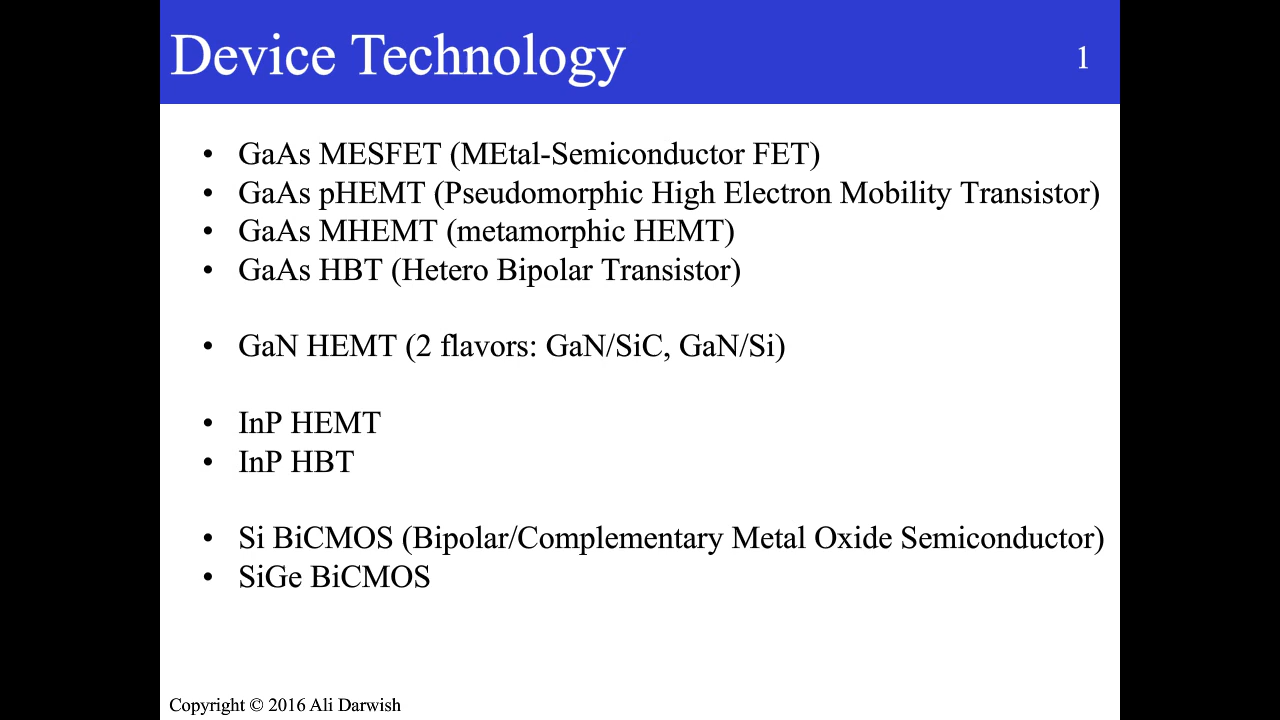 Device Technology
1
• GaAs MESFET (MEtal-Semiconductor FET)
• GaAs pHEMT (Pseudomorphic High Electron Mobility Transistor)
• GaAs MHEMT (metamorphic HEMT)
• GaAs HBT (Hetero Bipolar Transistor)
• GaN HEMT (2 flavors: GaN/SiC, GaN/Si)
• InP HEMT
• InP HBT
• Si BiCMOS (Bipolar/Complementary Metal Oxide Semiconductor)
• SiGe BiCMOS
Copyright © 2016 Ali Darwish